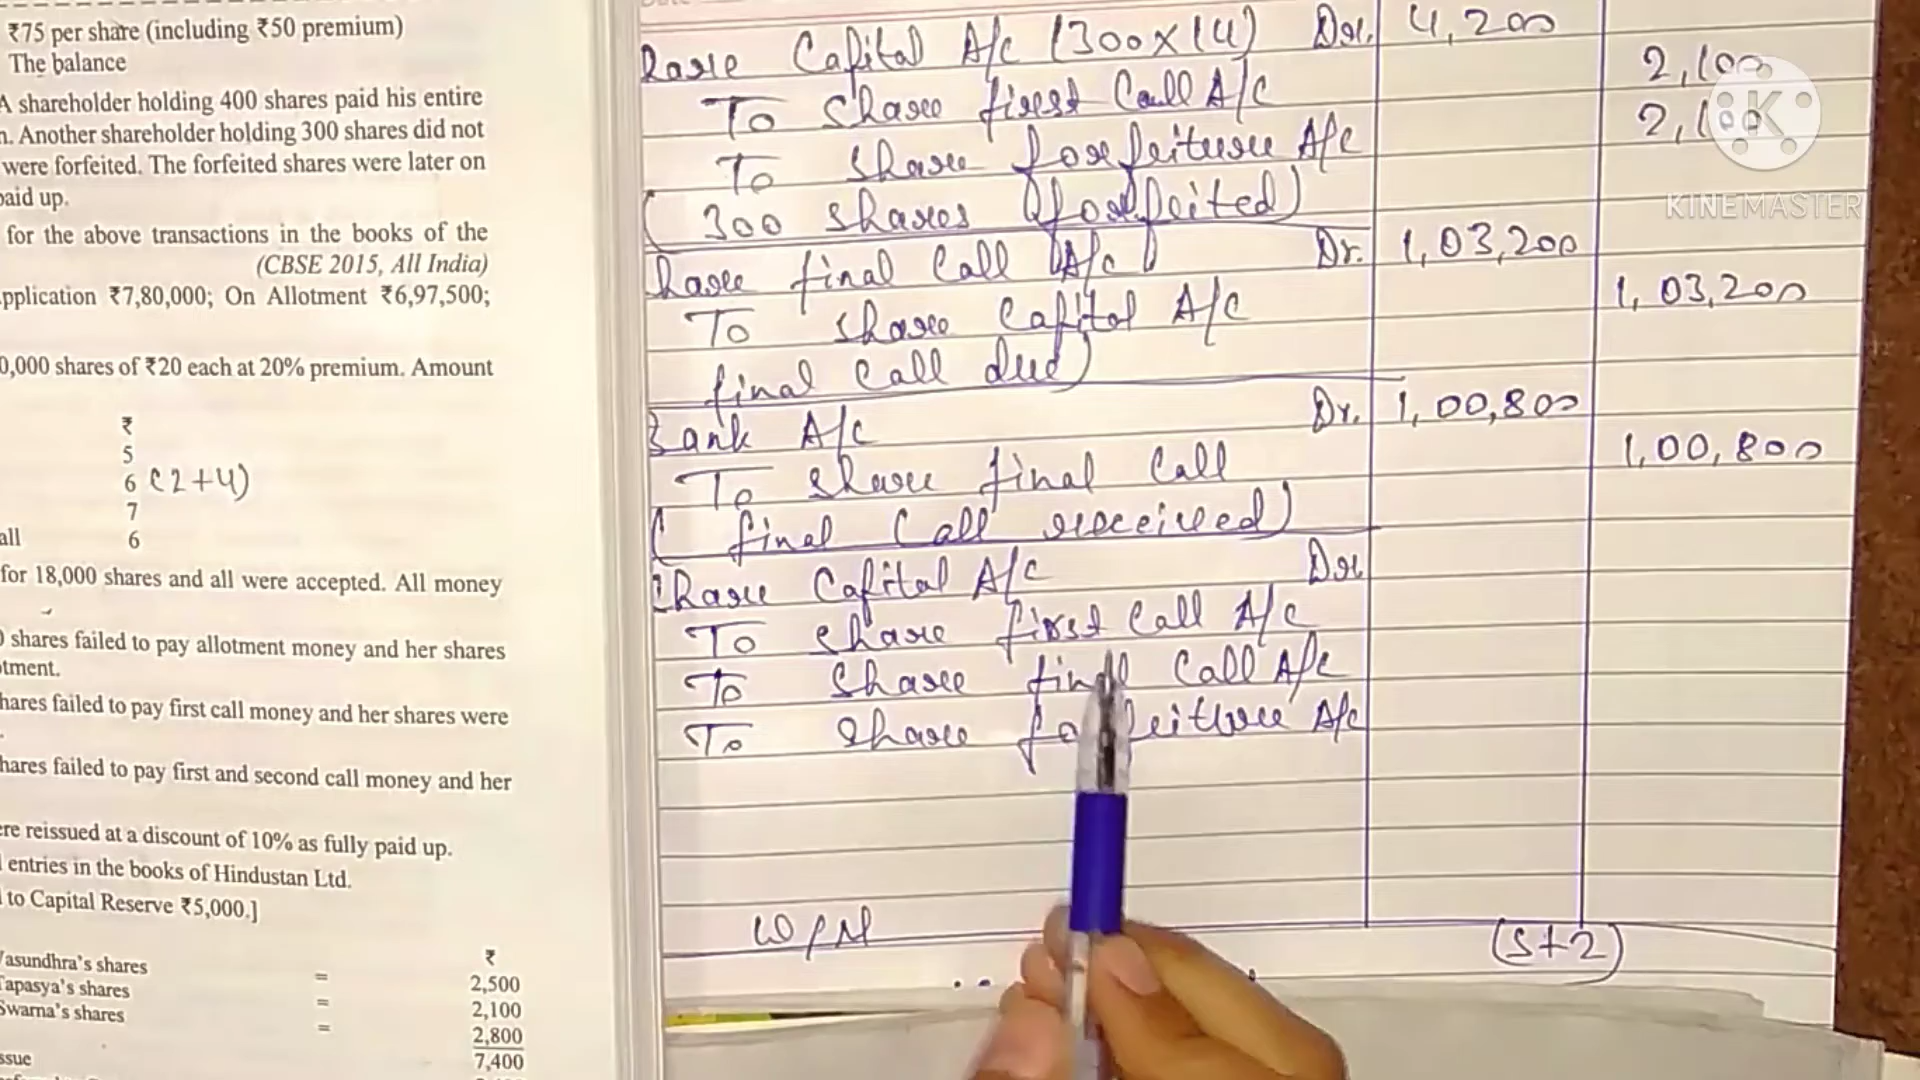 ₹75 per share (including ₹50 premium)
The balance
A shareholder holding 400 shares paid his entire
n. Another shareholder holding 300 shares did not
were forfeited. The forfeited shares were later on
paid up.
for the above transactions in the books of the
(CBSE 2015, All India)
pplication ₹7,80,000; On Allotment ₹6,97,500;
0,000 shares of ₹20 each at 20% premium. Amount
₹
5
6 (2+4)
7
all 6
for 18,000 shares and all were accepted. All money
0 shares failed to pay allotment money and her shares
otment.
hares failed to pay first call money and her shares were
hares failed to pay first and second call money and her
ere reissued at a discount of 10% as fully paid up.
l entries in the books of Hindustan Ltd.
l to Capital Reserve ₹5,000.]
₹
Vasundhra's shares = 2,500
Tapasya's shares = 2,100
Swarna's shares = 2,800
ssue 7,400
hare Capital A/c (300×14) Dr. 4,200
To share first Call A/c 2,100
To share forfeiture A/c 2,100
( 300 shares forfeited)
hare final Call A/c Dr. 1,03,200
To share Capital A/c 1,03,200
final Call due)
Bank A/c Dr. 1,00,800
To share final Call 1,00,800
( final Call received)
Share Capital A/c Dr
To share first Call A/c
To share final Call A/c
To share forfeiture A/c
W/N (5+2)
K
KINEMASTER